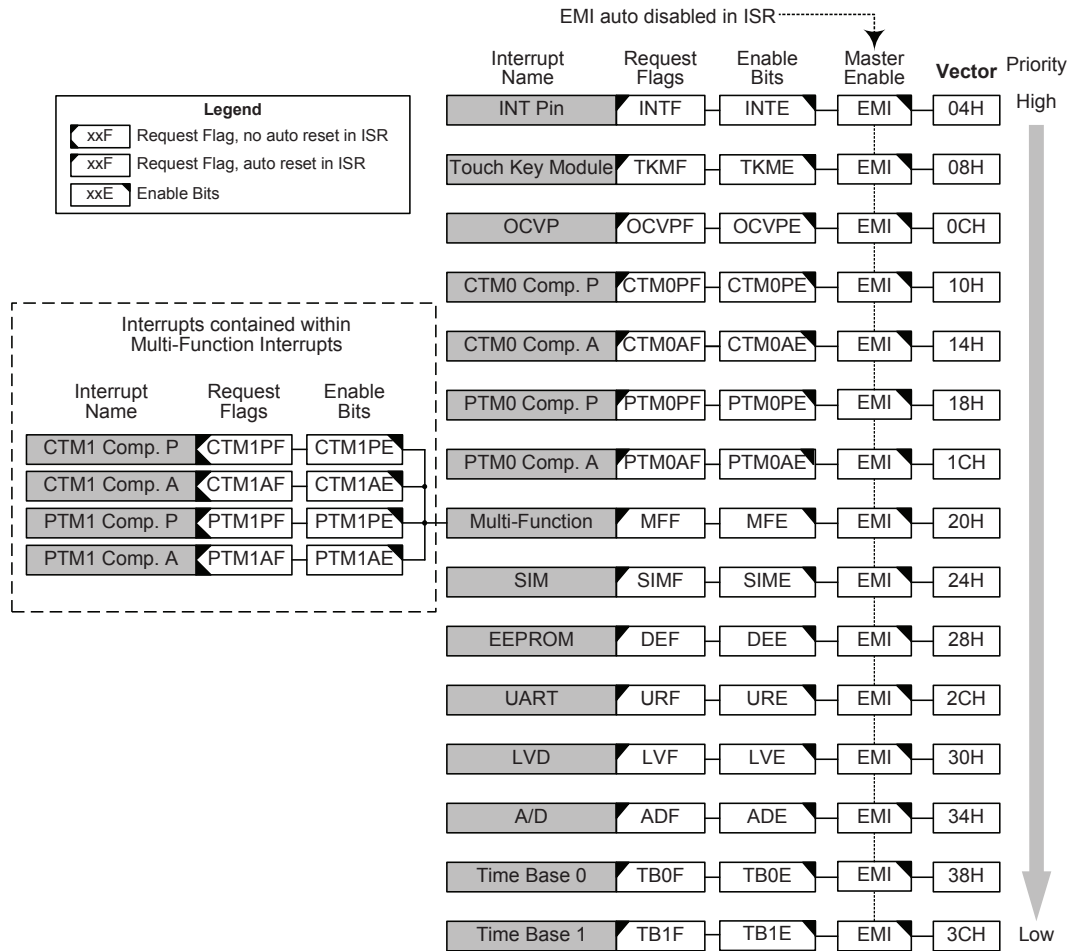 EMI auto disabled in ISR
Interrupt Name Request Flags Enable Bits Master Enable Vector Priority
INT Pin INTF INTE EMI 04H High
Legend
xxF Request Flag, no auto reset in ISR
xxF Request Flag, auto reset in ISR
xxE Enable Bits
Touch Key Module TKMF TKME EMI 08H
OCVP OCVPF OCVPE EMI 0CH
CTM0 Comp. P CTM0PF CTM0PE EMI 10H
CTM0 Comp. A CTM0AF CTM0AE EMI 14H
PTM0 Comp. P PTM0PF PTM0PE EMI 18H
PTM0 Comp. A PTM0AF PTM0AE EMI 1CH
Interrupts contained within
Multi-Function Interrupts
Interrupt Name Request Flags Enable Bits
CTM1 Comp. P CTM1PF CTM1PE
CTM1 Comp. A CTM1AF CTM1AE
PTM1 Comp. P PTM1PF PTM1PE
PTM1 Comp. A PTM1AF PTM1AE
Multi-Function MFF MFE EMI 20H
SIM SIMF SIME EMI 24H
EEPROM DEF DEE EMI 28H
UART URF URE EMI 2CH
LVD LVF LVE EMI 30H
A/D ADF ADE EMI 34H
Time Base 0 TB0F TB0E EMI 38H
Time Base 1 TB1F TB1E EMI 3CH Low